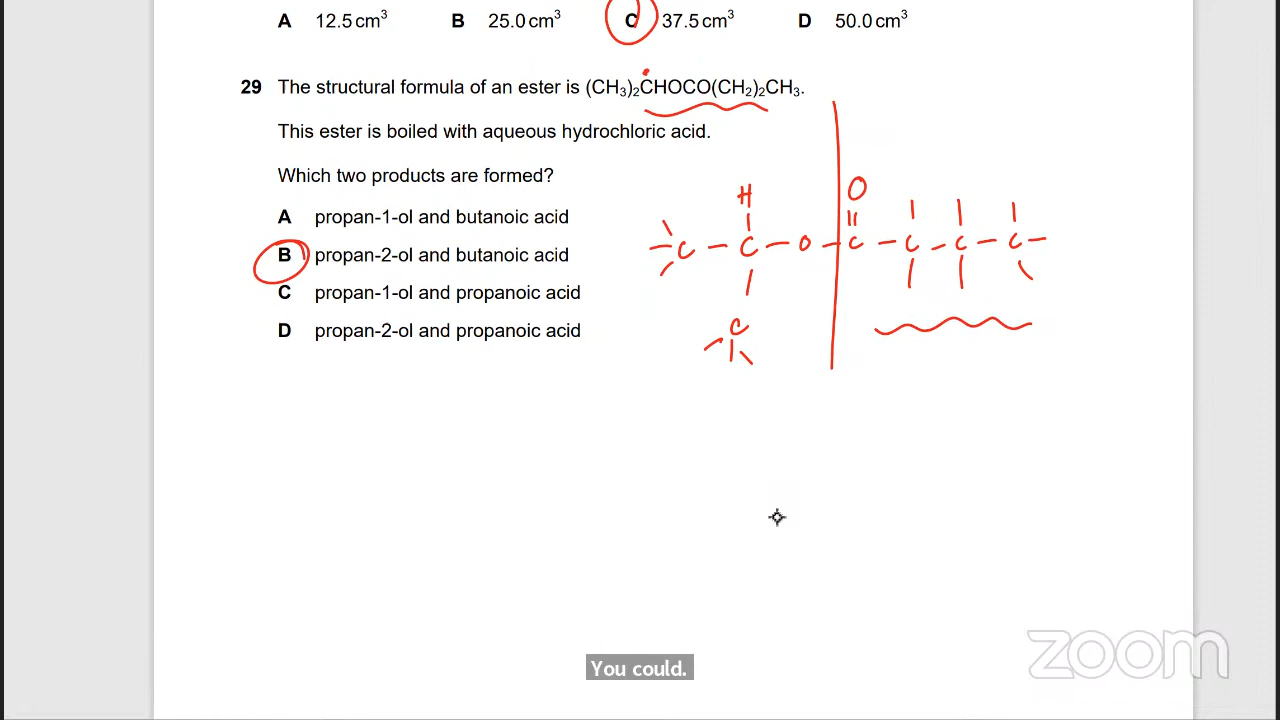 A 12.5 cm³ B 25.0 cm³ C 37.5 cm³ D 50.0 cm³
29 The structural formula of an ester is (CH₃)₂CHOCO(CH₂)₂CH₃.
This ester is boiled with aqueous hydrochloric acid.
Which two products are formed?
A propan-1-ol and butanoic acid
B propan-2-ol and butanoic acid
C propan-1-ol and propanoic acid
D propan-2-ol and propanoic acid
H O
C C O C C C C
C
You could.
zoom